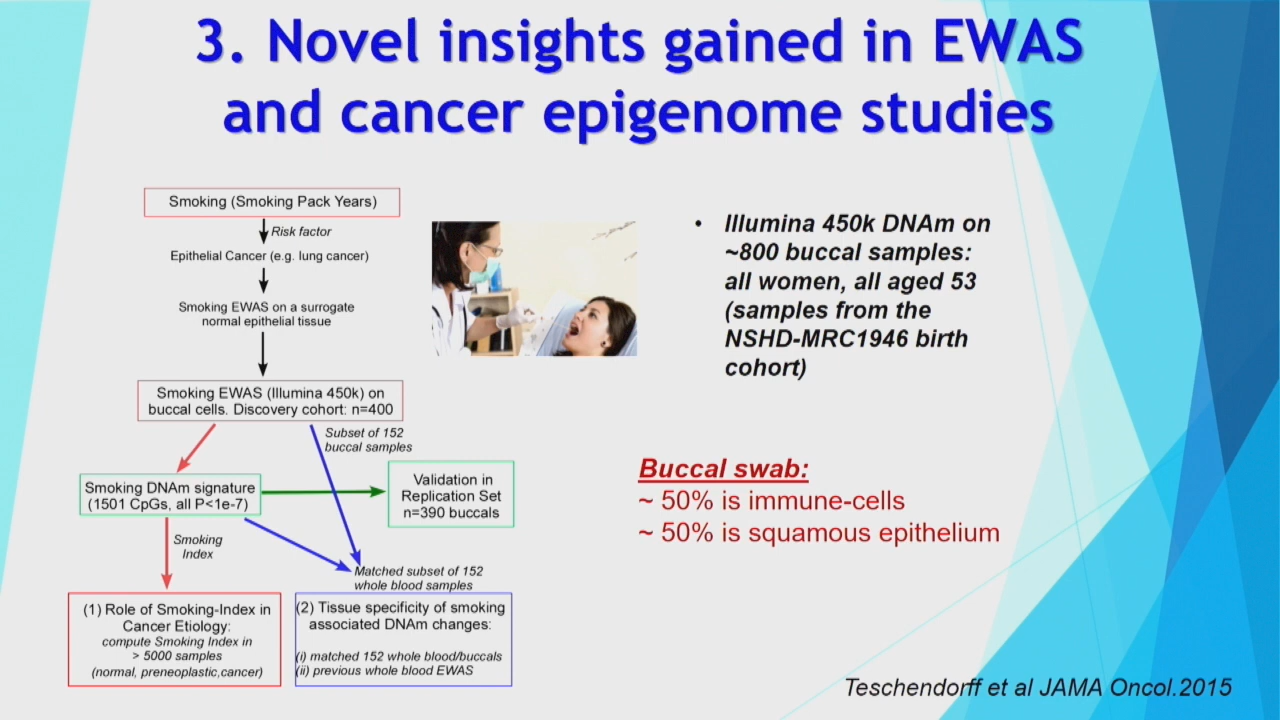 3. Novel insights gained in EWAS
and cancer epigenome studies
Smoking (Smoking Pack Years)
Risk factor
Epithelial Cancer (e.g. lung cancer)
Smoking EWAS on a surrogate
normal epithelial tissue
Smoking EWAS (Illumina 450k) on
buccal cells. Discovery cohort: n=400
Subset of 152
buccal samples
Smoking DNAm signature
(1501 CpGs, all P<1e-7)
Validation in
Replication Set
n=390 buccals
Smoking
Index
Matched subset of 152
whole blood samples
(1) Role of Smoking-Index in
Cancer Etiology:
compute Smoking Index in
> 5000 samples
(normal, preneoplastic,cancer)
(2) Tissue specificity of smoking
associated DNAm changes:
(i) matched 152 whole blood/buccals
(ii) previous whole blood EWAS
• Illumina 450k DNAm on
~800 buccal samples:
all women, all aged 53
(samples from the
NSHD-MRC1946 birth
cohort)
Buccal swab:
~ 50% is immune-cells
~ 50% is squamous epithelium
Teschendorff et al JAMA Oncol.2015